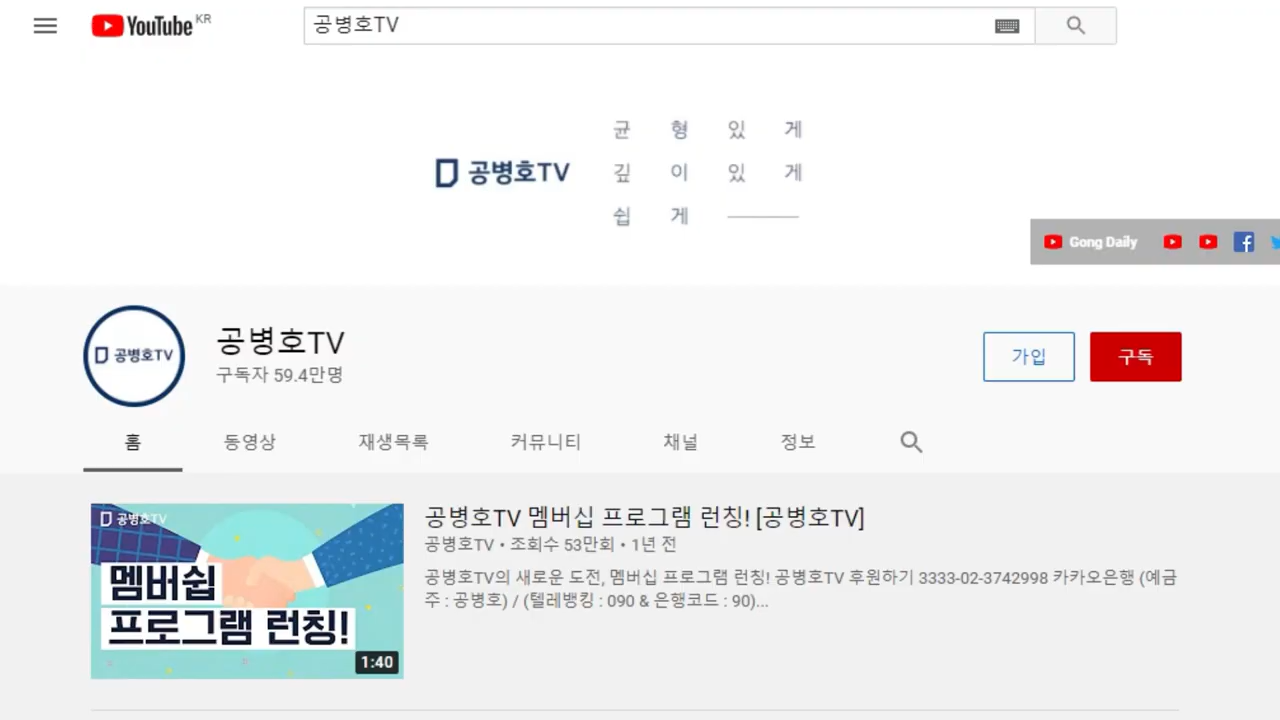 YouTube KR
공병호TV
균 형 있 게
공병호TV
깊 이 있 게
쉽 게
Gong Daily
공병호TV
공병호TV
구독자 59.4만명
가입
구독
홈
동영상
재생목록
커뮤니티
채널
정보
공병호TV
멤버쉽
프로그램 런칭!
1:40
공병호TV 멤버십 프로그램 런칭! [공병호TV]
공병호TV • 조회수 53만회 • 1년 전
공병호TV의 새로운 도전, 멤버십 프로그램 런칭! 공병호TV 후원하기 3333-02-3742998 카카오은행 (예금
주 : 공병호) / (텔레뱅킹 : 090 & 은행코드 : 90)...